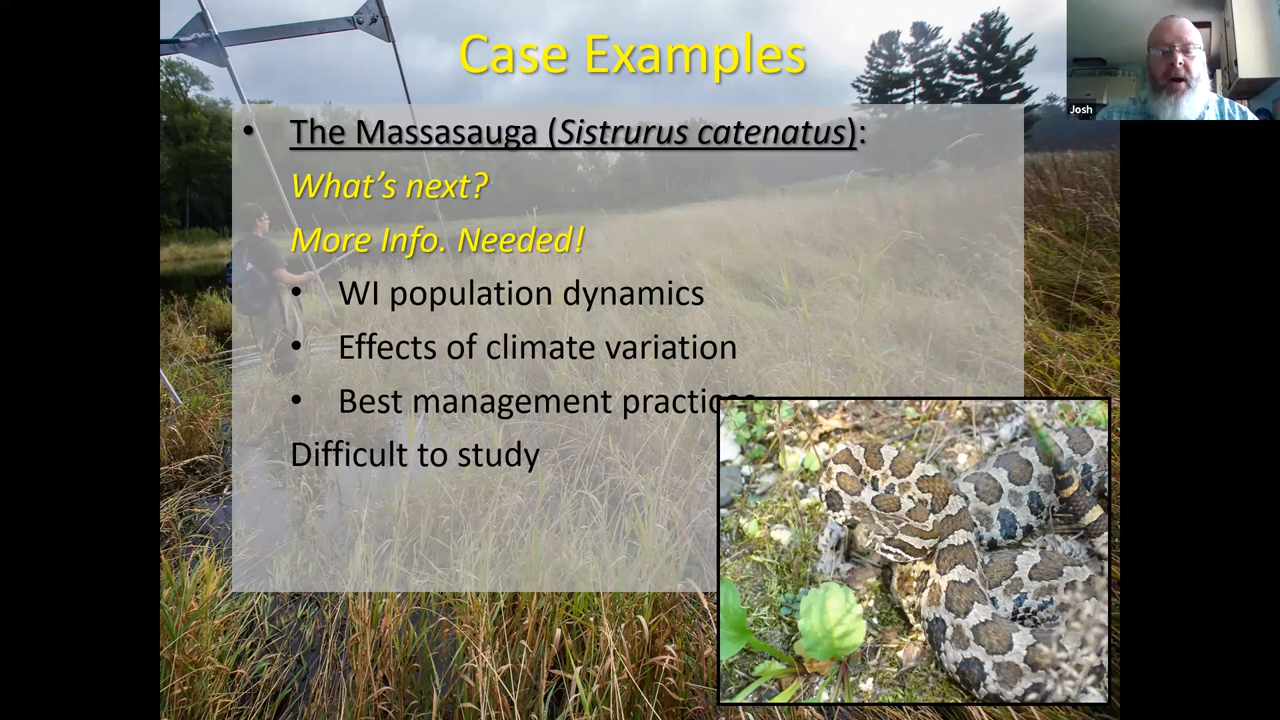 Case Examples
Josh
• The Massasauga (Sistrurus catenatus):
What's next?
More Info. Needed!
• WI population dynamics
• Effects of climate variation
• Best management practices
Difficult to study